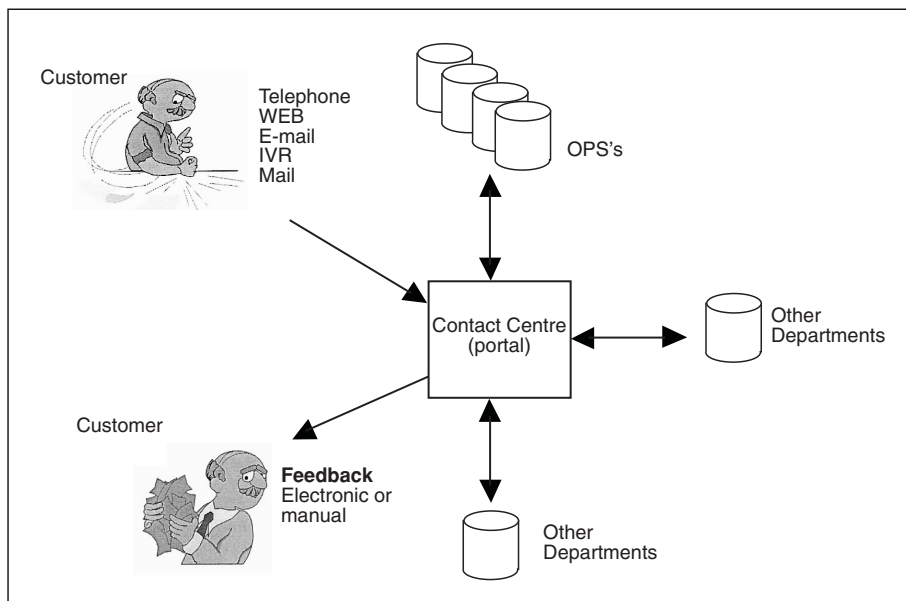 Customer
Telephone
WEB
E-mail
IVR
Mail
OPS's
Contact Centre
(portal)
Other
Departments
Customer
Feedback
Electronic or
manual
Other
Departments